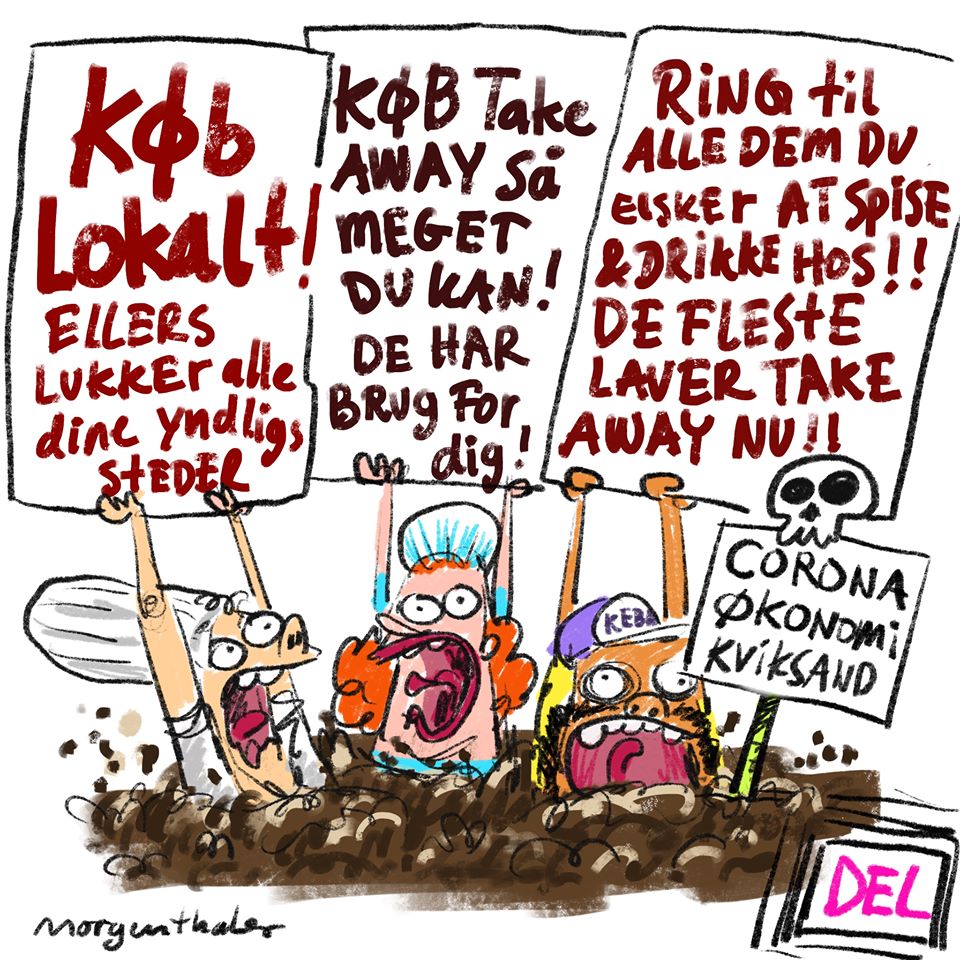 KØb
Lokalt!
ELLERS
LUKKER alle
dine yndligs
STEDER
KØB Take
AWAY Så
MEGET
DU KAN!
DE HAR
BRUG For
dig!
RING til
ALLE DEM DU
elsker AT SPISE
& DRIKKE HOS!!
DE FLESTE
LAVER TAKE
AWAY NU!!
KEB
CORONA
ØKONOMI
KVIKSAND
DEL
morgenthaler